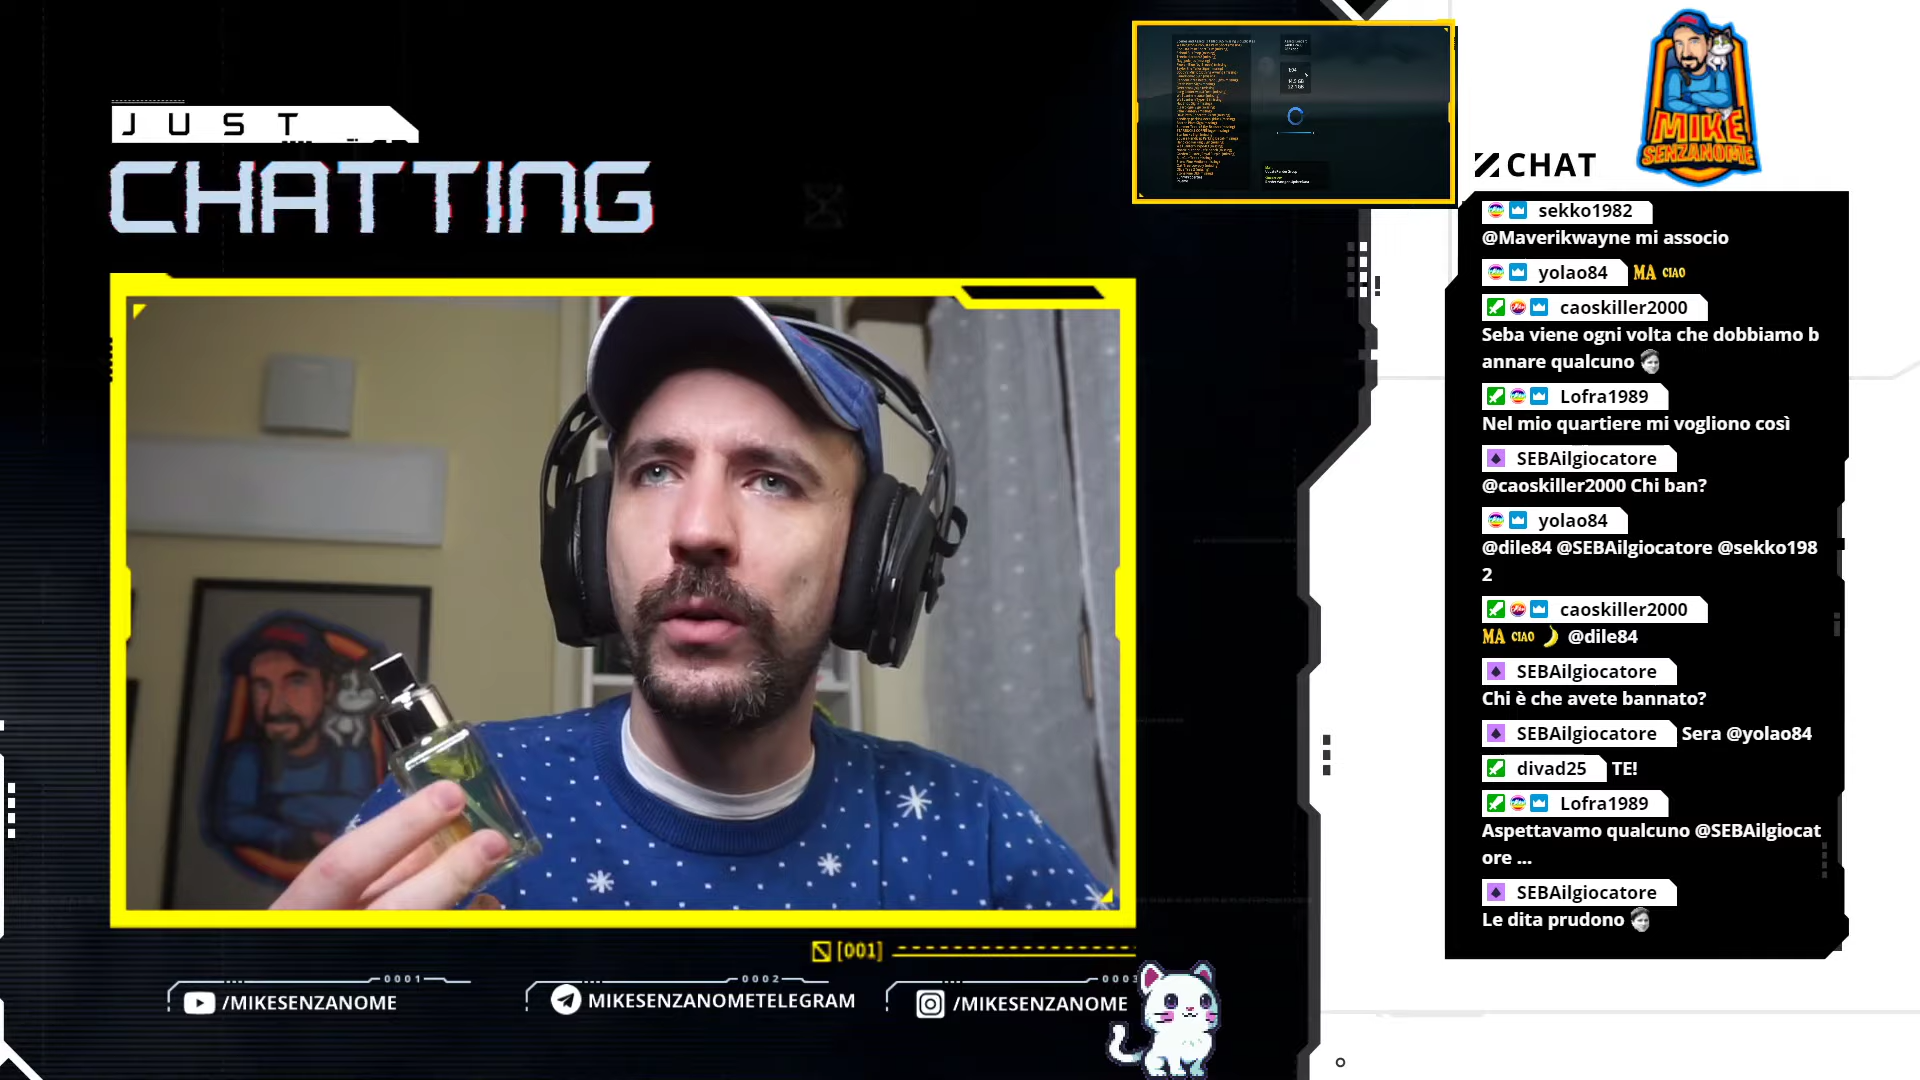 JUST
CHATTING
CHAT
MIKE
SENZANOME
sekko1982
@Maverikwayne mi associo
yolao84 MA CIAO
caoskiller2000
Seba viene ogni volta che dobbiamo b
annare qualcuno
Lofra1989
Nel mio quartiere mi vogliono così
SEBAilgiocatore
@caoskiller2000 Chi ban?
yolao84
@dile84 @SEBAilgiocatore @sekko198
2
caoskiller2000
MA CIAO @dile84
SEBAilgiocatore
Chi è che avete bannato?
SEBAilgiocatore Sera @yolao84
divad25 TE!
Lofra1989
Aspettavamo qualcuno @SEBAilgiocat
ore ...
SEBAilgiocatore
Le dita prudono
[001]
0001
/MIKESENZANOME
0002
MIKESENZANOMETELEGRAM
0003
/MIKESENZANOME